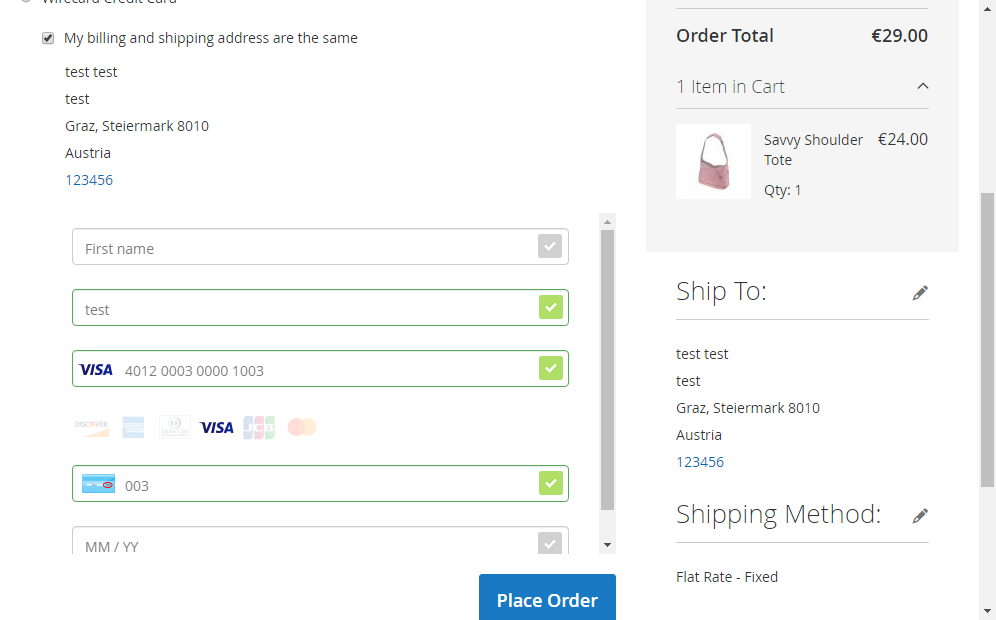 Wirecard Credit Card
My billing and shipping address are the same
test test
test
Graz, Steiermark 8010
Austria
123456
First name
test
VISA 4012 0003 0000 1003
DISCOVER VISA JCB
003
MM / YY
Place Order
Order Total €29.00
1 Item in Cart
Savvy Shoulder €24.00
Tote
Qty: 1
Ship To:
test test
test
Graz, Steiermark 8010
Austria
123456
Shipping Method:
Flat Rate - Fixed